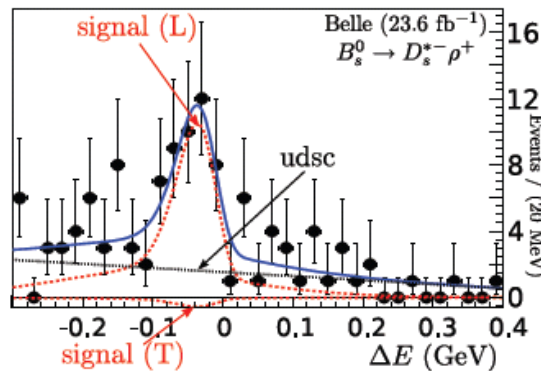 signal (L)
Belle (23.6 fb⁻¹)
B⁰ₛ → D*⁻ₛ ρ⁺
udsc
signal (T)
16
12
8
4
0
Events / (20 MeV)
-0.2 -0.1 0 0.1 0.2 0.3 0.4
ΔE (GeV)